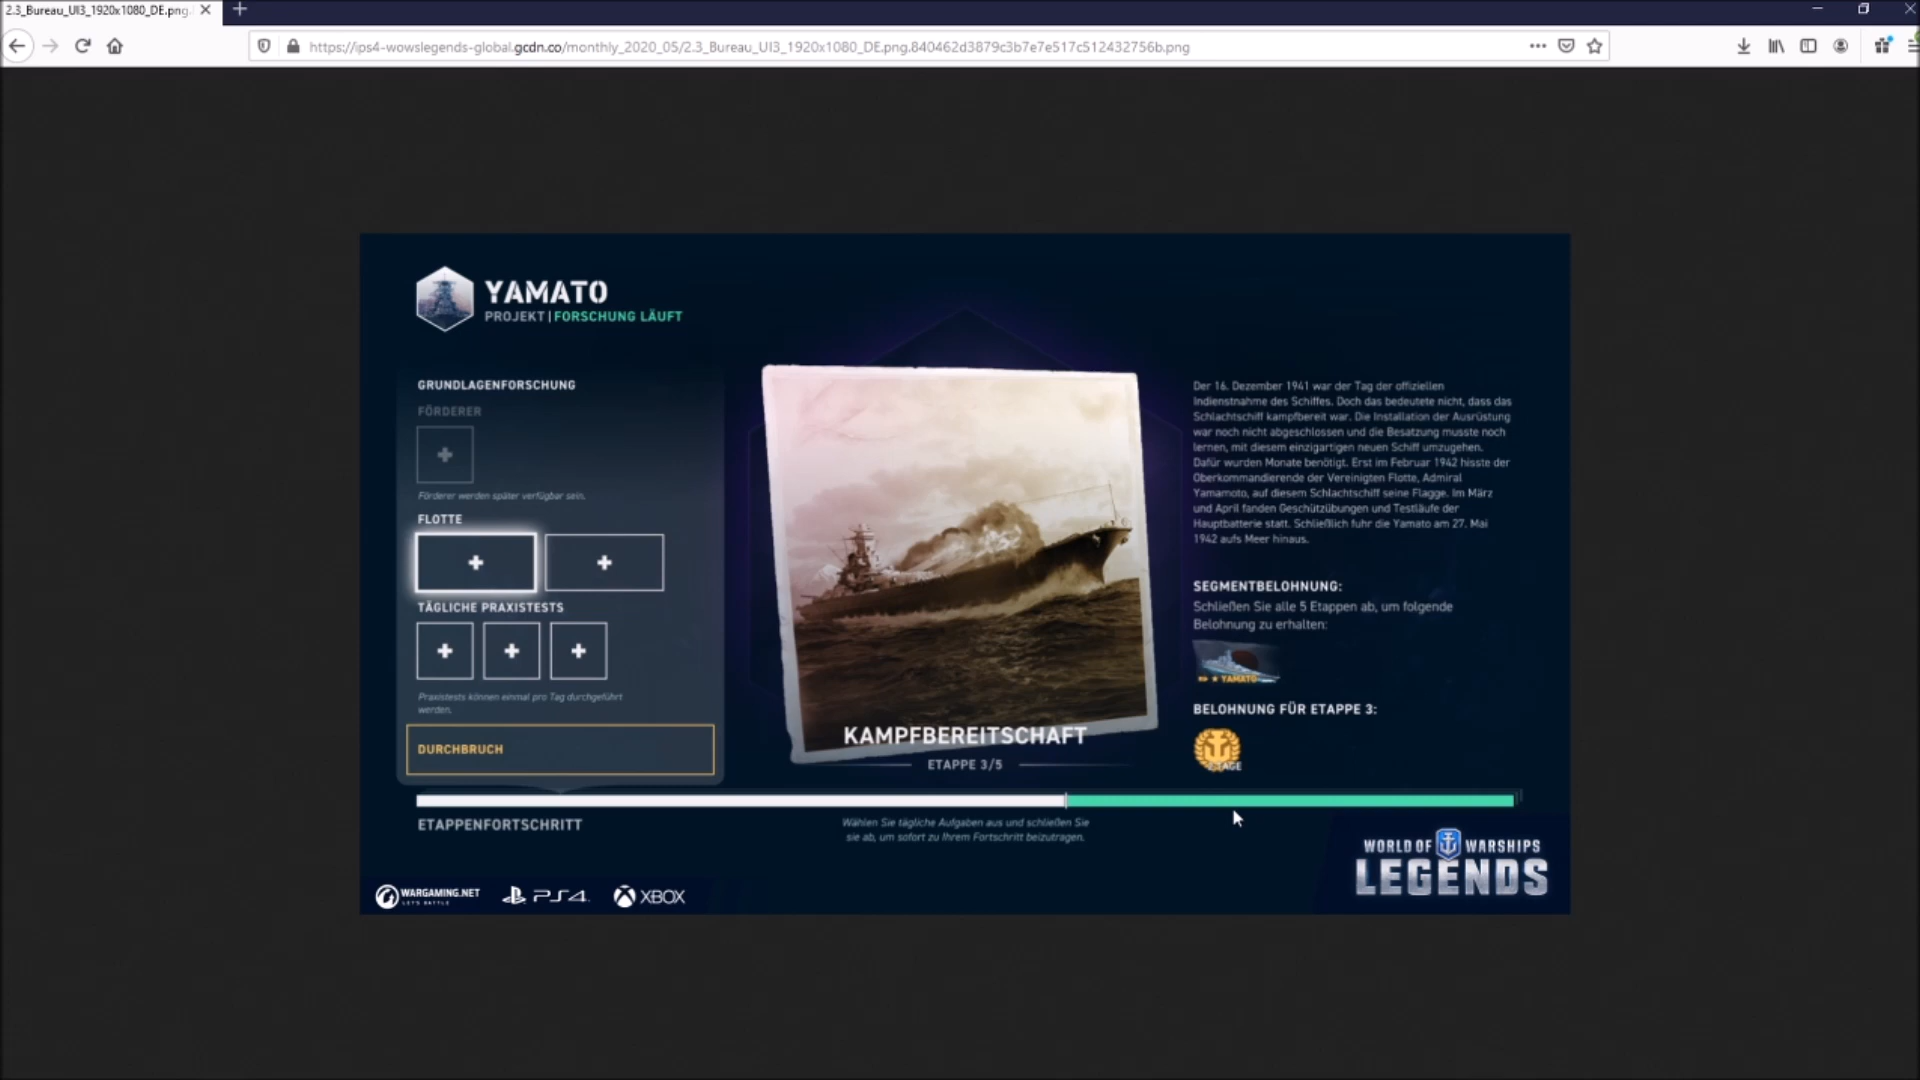 2.3_Bureau_UI3_1920x1080_DE.png
https://ips4-wowslegends-global.gcdn.co/monthly_2020_05/2.3_Bureau_UI3_1920x1080_DE.png.840462d3879c3b7e7e517c512432756b.png
YAMATO
PROJEKT | FORSCHUNG LÄUFT
GRUNDLAGENFORSCHUNG
FÖRDERER
Förderer werden später verfügbar sein.
FLOTTE
TÄGLICHE PRAXISTESTS
Praxistests können einmal pro Tag durchgeführt
werden.
DURCHBRUCH
KAMPFBEREITSCHAFT
ETAPPE 3/5
Der 16. Dezember 1941 war der Tag der offiziellen
Indienstnahme des Schiffes. Doch das bedeutete nicht, dass das
Schlachtschiff kampfbereit war. Die Installation der Ausrüstung
war noch nicht abgeschlossen und die Besatzung musste noch
lernen, mit diesem einzigartigen neuen Schiff umzugehen.
Dafür wurden Monate benötigt. Erst im Februar 1942 hisste der
Oberkommandierende der Vereinigten Flotte, Admiral
Yamamoto, auf diesem Schlachtschiff seine Flagge. Im März
und April fanden Geschützübungen und Testläufe der
Hauptbatterie statt. Schließlich fuhr die Yamato am 27. Mai
1942 aufs Meer hinaus.
SEGMENTBELOHNUNG:
Schließen Sie alle 5 Etappen ab, um folgende
Belohnung zu erhalten:
YAMATO
BELOHNUNG FÜR ETAPPE 3:
TAGE
ETAPPENFORTSCHRITT
Wählen Sie tägliche Aufgaben aus und schließen Sie
sie ab, um sofort zu Ihrem Fortschritt beizutragen.
WARGAMING.NET
LET'S BATTLE
PS4
XBOX
WORLD OF WARSHIPS
LEGENDS